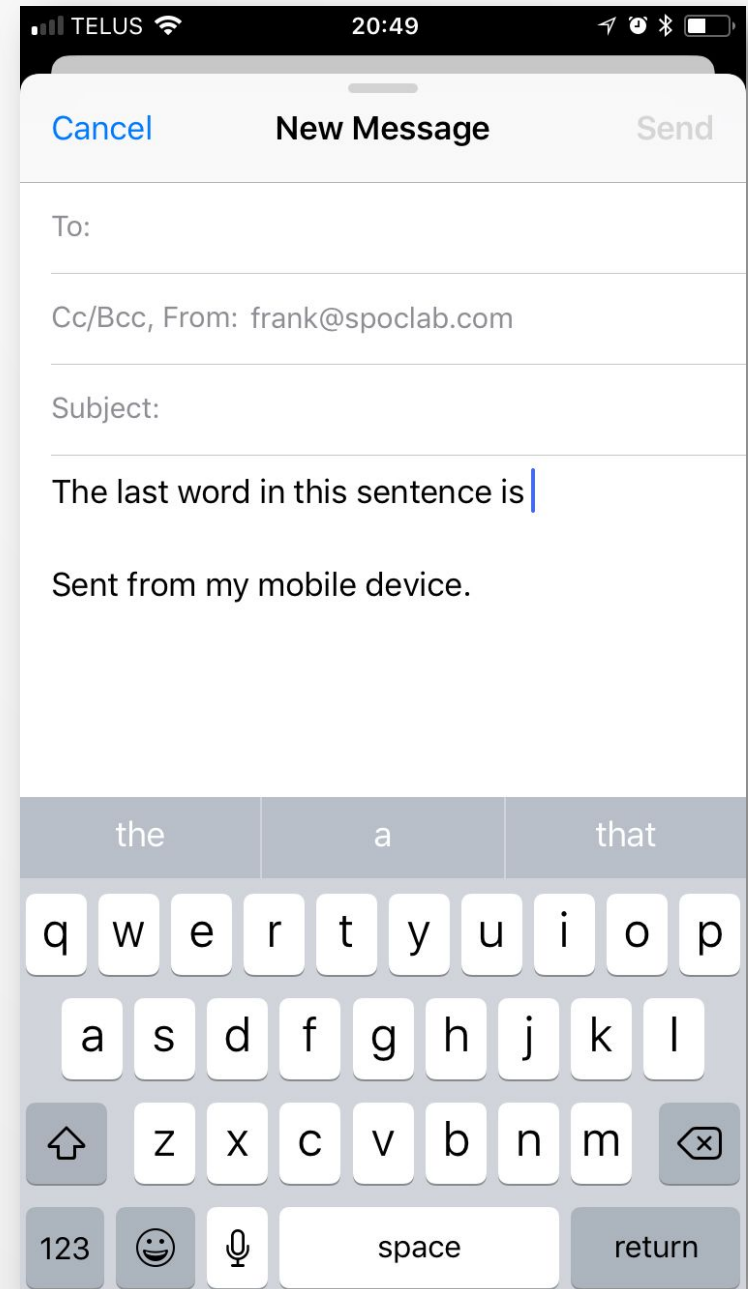 TELUS 20:49
Cancel New Message Send
To:
Cc/Bcc, From: frank@spoclab.com
Subject:
The last word in this sentence is
Sent from my mobile device.
the a that
q w e r t y u i o p
a s d f g h j k l
z x c v b n m
123 space return